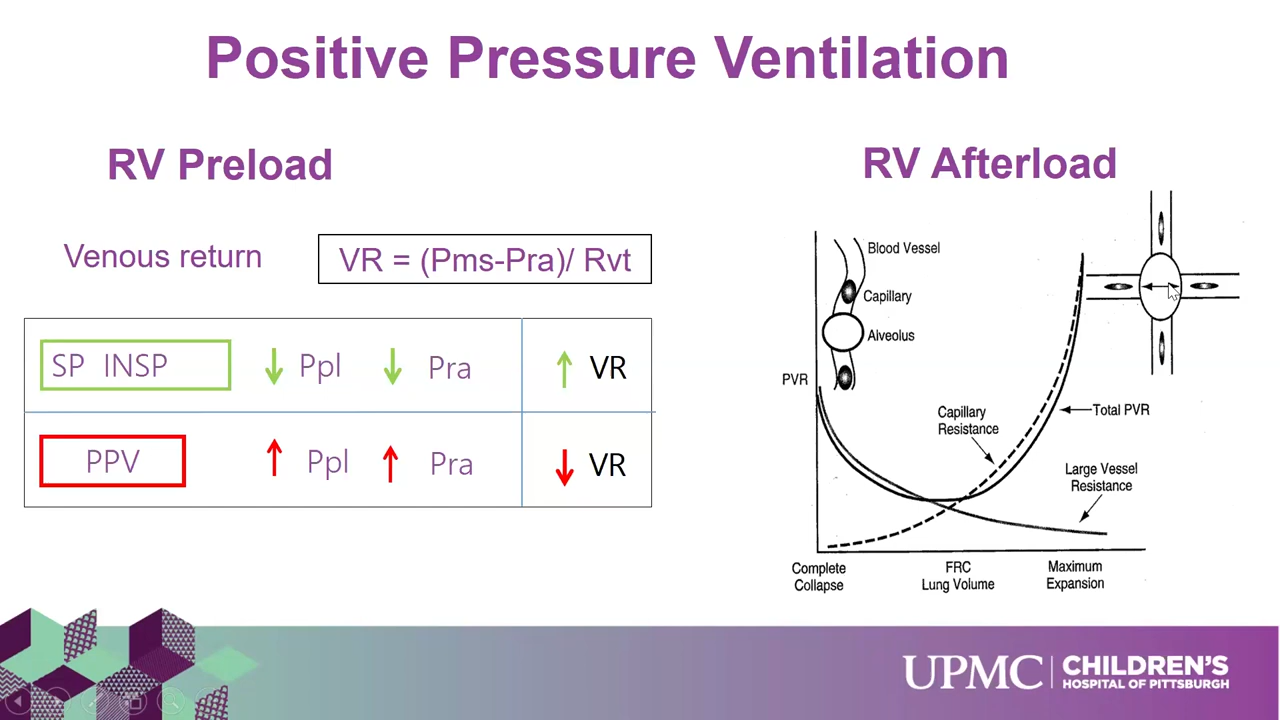 Positive Pressure Ventilation
RV Preload
Venous return
VR = (Pms-Pra)/ Rvt
SP INSP ↓ Ppl ↓ Pra ↑ VR
PPV ↑ Ppl ↑ Pra ↓ VR
RV Afterload
Blood Vessel
Capillary
Alveolus
PVR
Capillary
Resistance
Total PVR
Large Vessel
Resistance
Complete
Collapse
FRC
Lung Volume
Maximum
Expansion
UPMC
CHILDREN'S
HOSPITAL OF PITTSBURGH